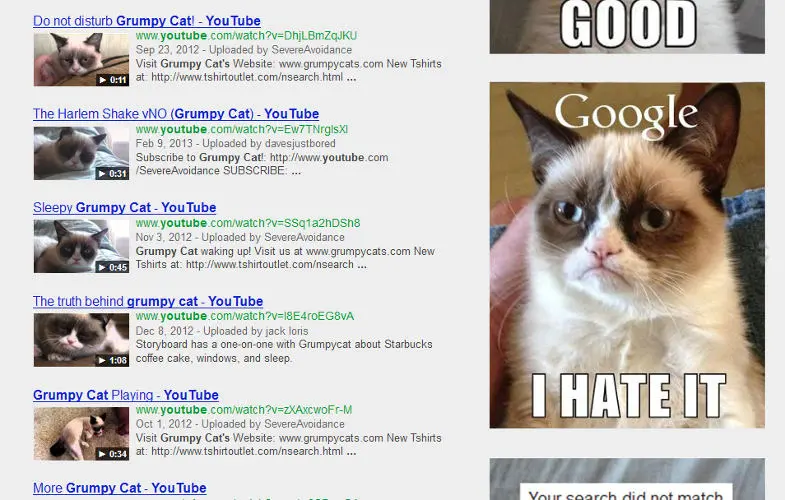 Do not disturb Grumpy Cat! - YouTube
www.youtube.com/watch?v=DhjLBmZqJKU
Sep 23, 2012 - Uploaded by SevereAvoidance
Visit Grumpy Cat's Website: www.grumpycats.com New Tshirts
at: http://www.tshirtoutlet.com/nsearch.html ...
0:11
The Harlem Shake vNO (Grumpy Cat) - YouTube
www.youtube.com/watch?v=Ew7TNrglsXI
Feb 9, 2013 - Uploaded by davesjustbored
Subscribe to Grumpy Cat!: http://www.youtube.com
/SevereAvoidance SUBSCRIBE: ...
0:31
Sleepy Grumpy Cat - YouTube
www.youtube.com/watch?v=SSq1a2hDSh8
Nov 3, 2012 - Uploaded by SevereAvoidance
Grumpy Cat waking up! Visit us at www.grumpycats.com New
Tshirts at: http://www.tshirtoutlet.com/nsearch ...
0:45
The truth behind grumpy cat - YouTube
www.youtube.com/watch?v=I8E4roEG8vA
Dec 8, 2012 - Uploaded by jack loris
Storyboard has a one-on-one with Grumpycat about Starbucks
coffee cake, windows, and sleep.
1:08
Grumpy Cat Playing - YouTube
www.youtube.com/watch?v=zXAxcwoFr-M
Oct 1, 2012 - Uploaded by SevereAvoidance
Visit Grumpy Cat's Website: www.grumpycats.com New Tshirts
at: http://www.tshirtoutlet.com/nsearch.html ...
0:34
More Grumpy Cat - YouTube
GOOD
Google
I HATE IT
Your search did not match